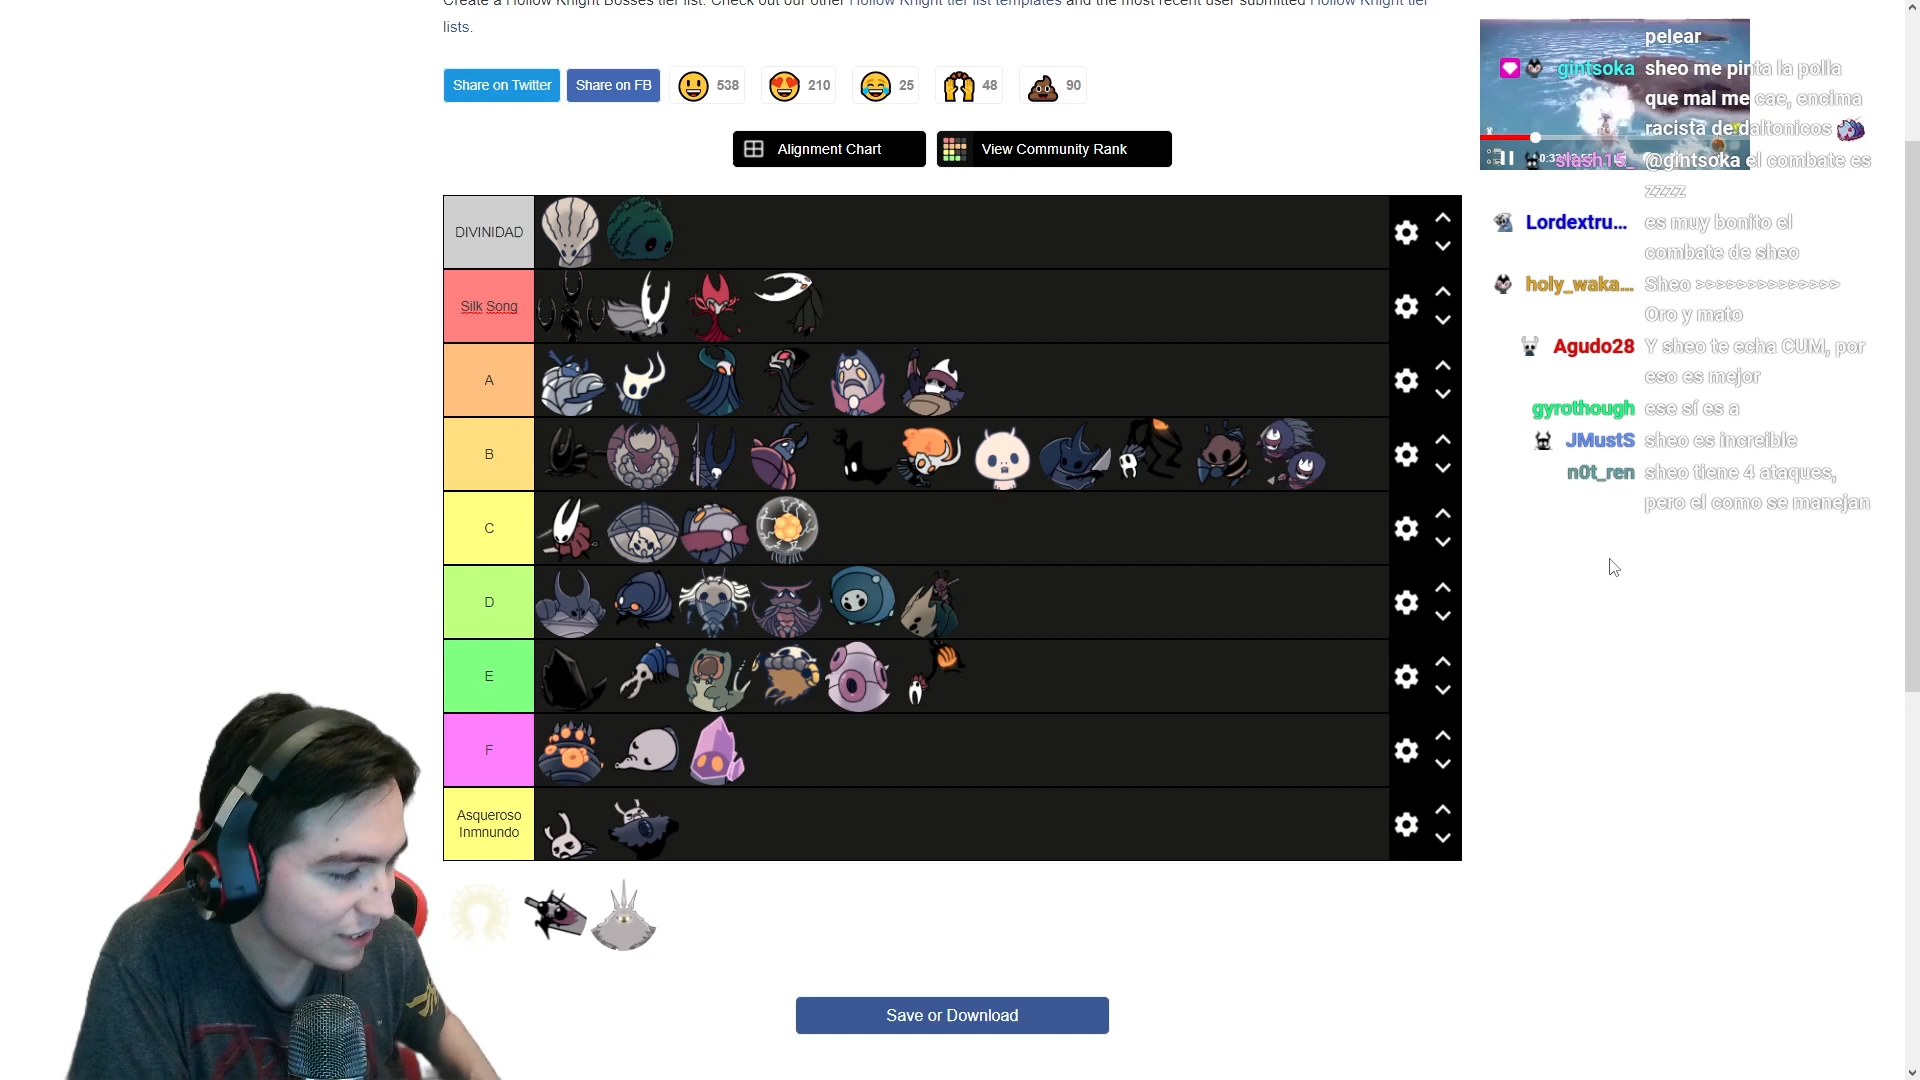 Create a Hollow Knight Bosses tier list. Check out our other Hollow Knight tier list templates and the most recent user submitted Hollow Knight tier
lists.
Share on Twitter
Share on FB
538
210
25
48
90
Alignment Chart
View Community Rank
DIVINIDAD
Silk Song
A
B
C
D
E
F
Asqueroso
Inmnundo
Save or Download
pelear
gintsoka sheo me pinta la polla
que mal me cae, encima
racista de daltonicos
slash15_ @gintsoka el combate es
zzzz
Lordextru... es muy bonito el
combate de sheo
holy_waka... Sheo >>>>>>>>>>>>>>
Oro y mato
Agudo28 Y sheo te echa CUM, por
eso es mejor
gyrothough ese sí es a
JMustS sheo es increible
n0t_ren sheo tiene 4 ataques,
pero el como se manejan